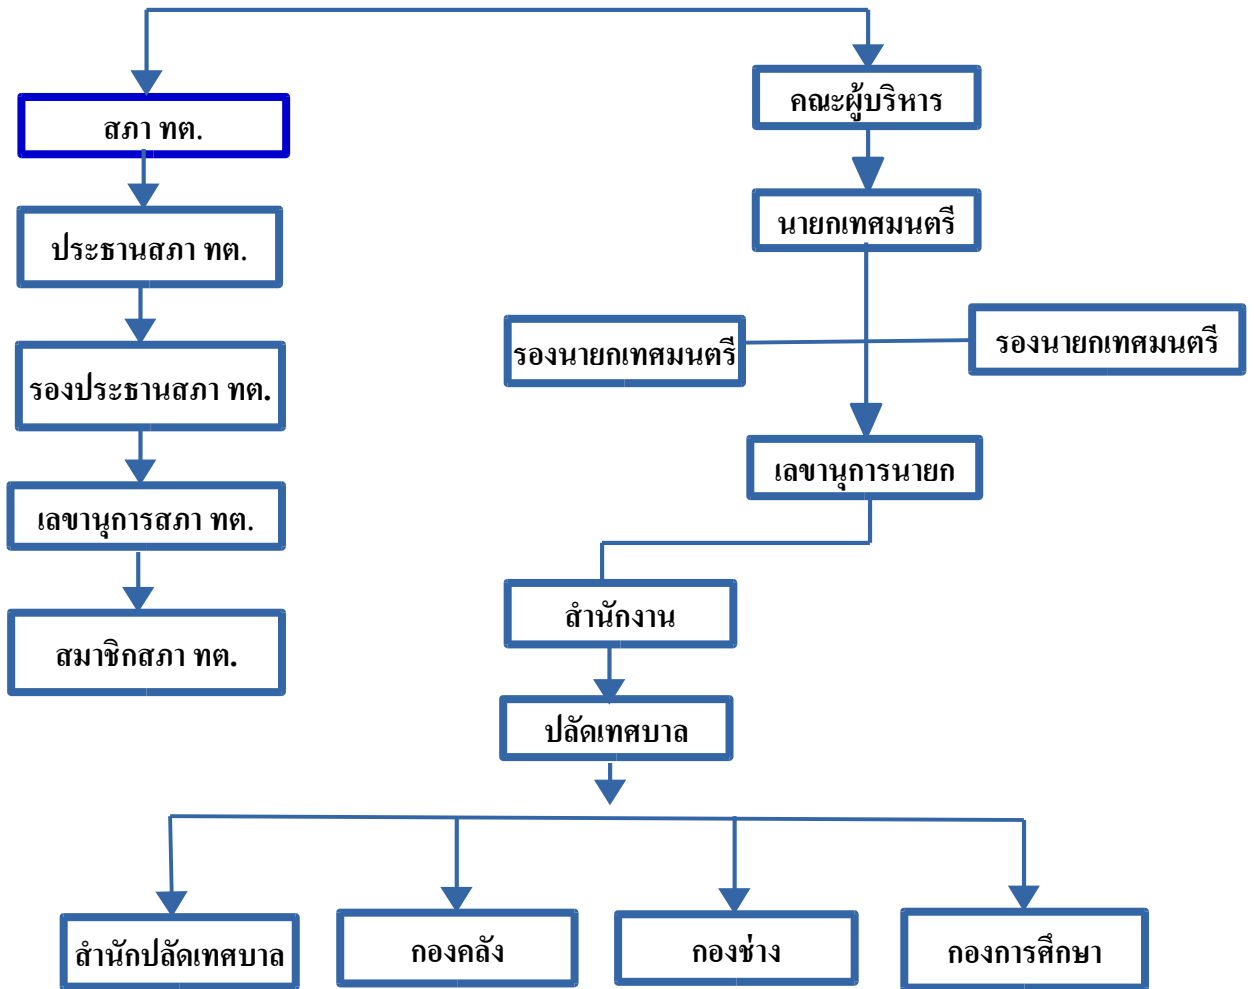 สภา ทต.
ประธานสภา ทต.
รองประธานสภา ทต.
เลขานุการสภา ทต.
สมาชิกสภา ทต.
คณะผู้บริหาร
นายกเทศมนตรี
รองนายกเทศมนตรี
รองนายกเทศมนตรี
เลขานุการนายก
สำนักงาน
ปลัดเทศบาล
สำนักปลัดเทศบาล
กองคลัง
กองช่าง
กองการศึกษา